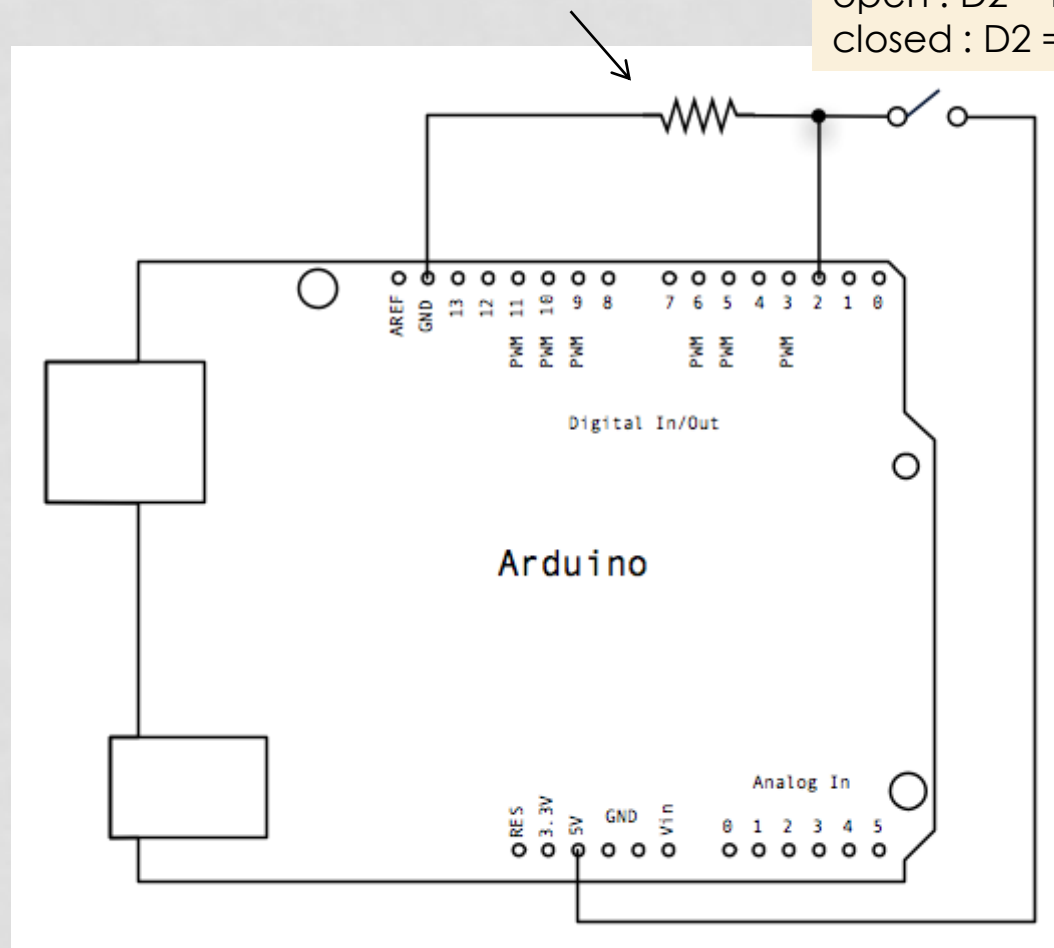 open : D2
closed : D2 =
AREF
GND
13
12
11
10
9
8
7
6
5
4
3
2
1
0
PWM
PWM
PWM
PWM
PWM
PWM
Digital In/Out
Arduino
Analog In
RES
3.3V
5V
GND
Vin
0 1 2 3 4 5